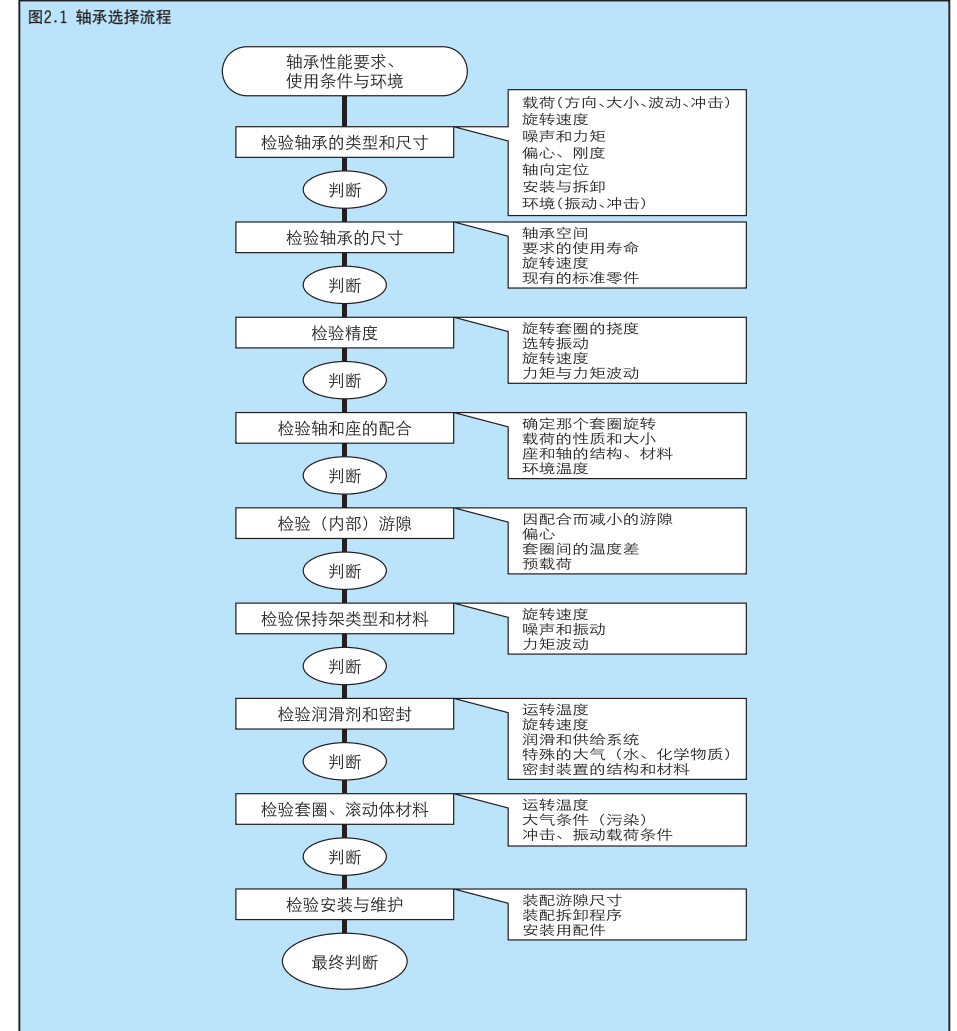 图2.1 轴承选择流程
轴承性能要求、
使用条件与环境
检验轴承的类型和尺寸
载荷(方向、大小、波动、冲击)
旋转速度
噪声和力矩
偏心、刚度
轴向定位
安装与拆卸
环境(振动、冲击)
判断
检验轴承的尺寸
轴承空间
要求的使用寿命
旋转速度
现有的标准零件
判断
检验精度
旋转套圈的挠度
选转振动
旋转速度
力矩与力矩波动
判断
检验轴和座的配合
确定那个套圈旋转
载荷的性质和大小
座和轴的结构、材料
环境温度
判断
检验（内部）游隙
因配合而减小的游隙
偏心
套圈间的温度差
预载荷
判断
检验保持架类型和材料
旋转速度
噪声和振动
力矩波动
判断
检验润滑剂和密封
运转温度
旋转速度
润滑和供给系统
特殊的大气（水、化学物质）
密封装置的结构和材料
判断
检验套圈、滚动体材料
运转温度
大气条件（污染）
冲击、振动载荷条件
判断
检验安装与维护
装配游隙尺寸
装配拆卸程序
安装用配件
最终判断